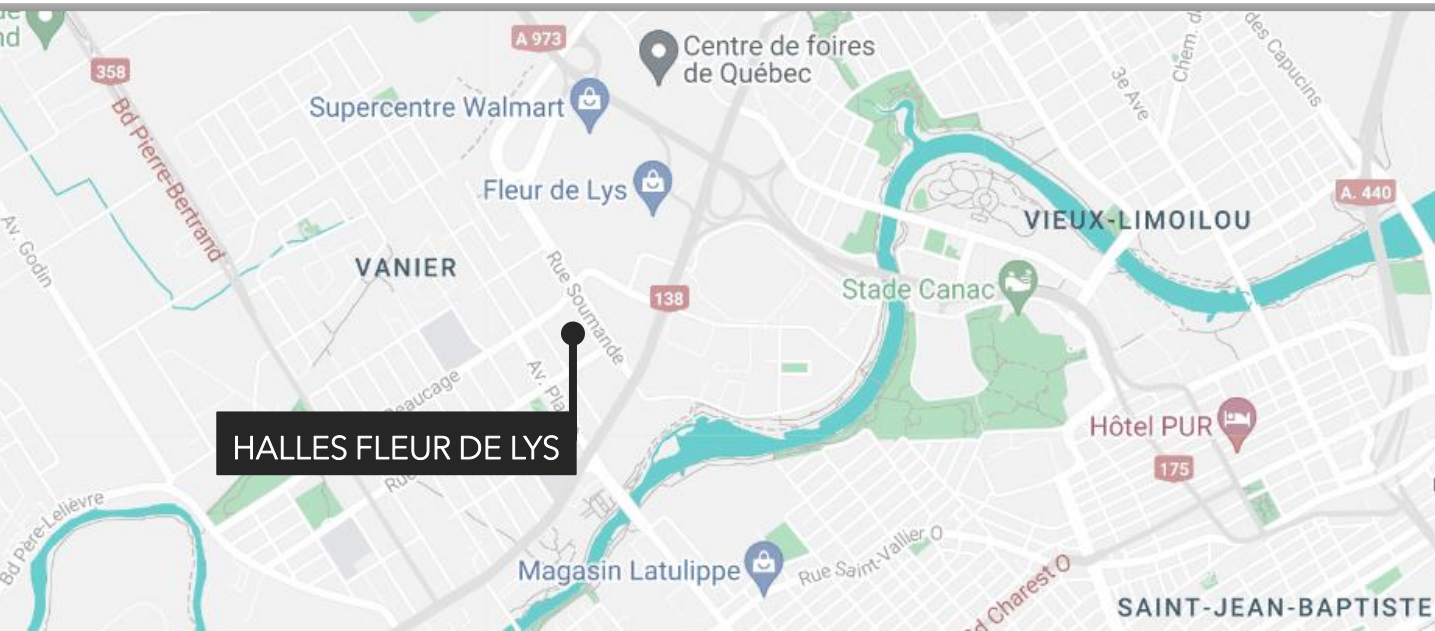 nd
A 973
Centre de foires
de Québec
Chem. d
des Capucins
358
3e Ave
Supercentre Walmart
Bd Pierre-Bertrand
Fleur de Lys
A. 440
VIEUX-LIMOILOU
Av. Godin
VANIER
Rue Soumande
138
Stade Canac
Av. Pla
Beaucage
Hôtel PUR
HALLES FLEUR DE LYS
175
Rue
Bd Père-Lelièvre
Magasin Latulippe
Rue Saint-Vallier O
d Charest O
SAINT-JEAN-BAPTISTE